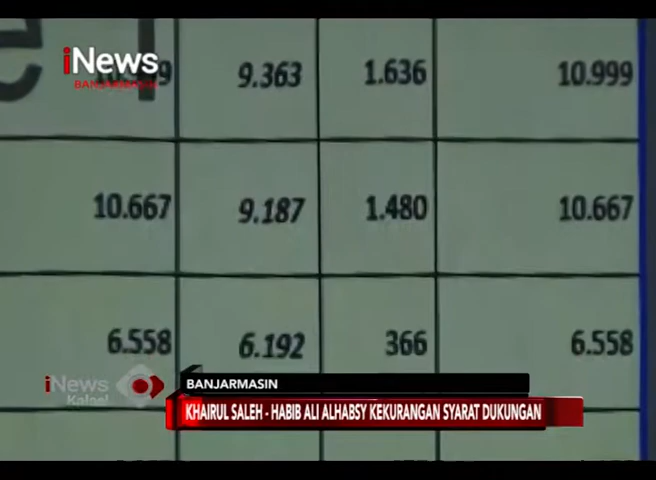 iNews
BANJARMASIN
9.363 1.636 10.999
10.667 9.187 1.480 10.667
6.558 6.192 366 6.558
iNews
Kalsel
BANJARMASIN
KHAIRUL SALEH - HABIB ALI ALHABSY KEKURANGAN SYARAT DUKUNGAN